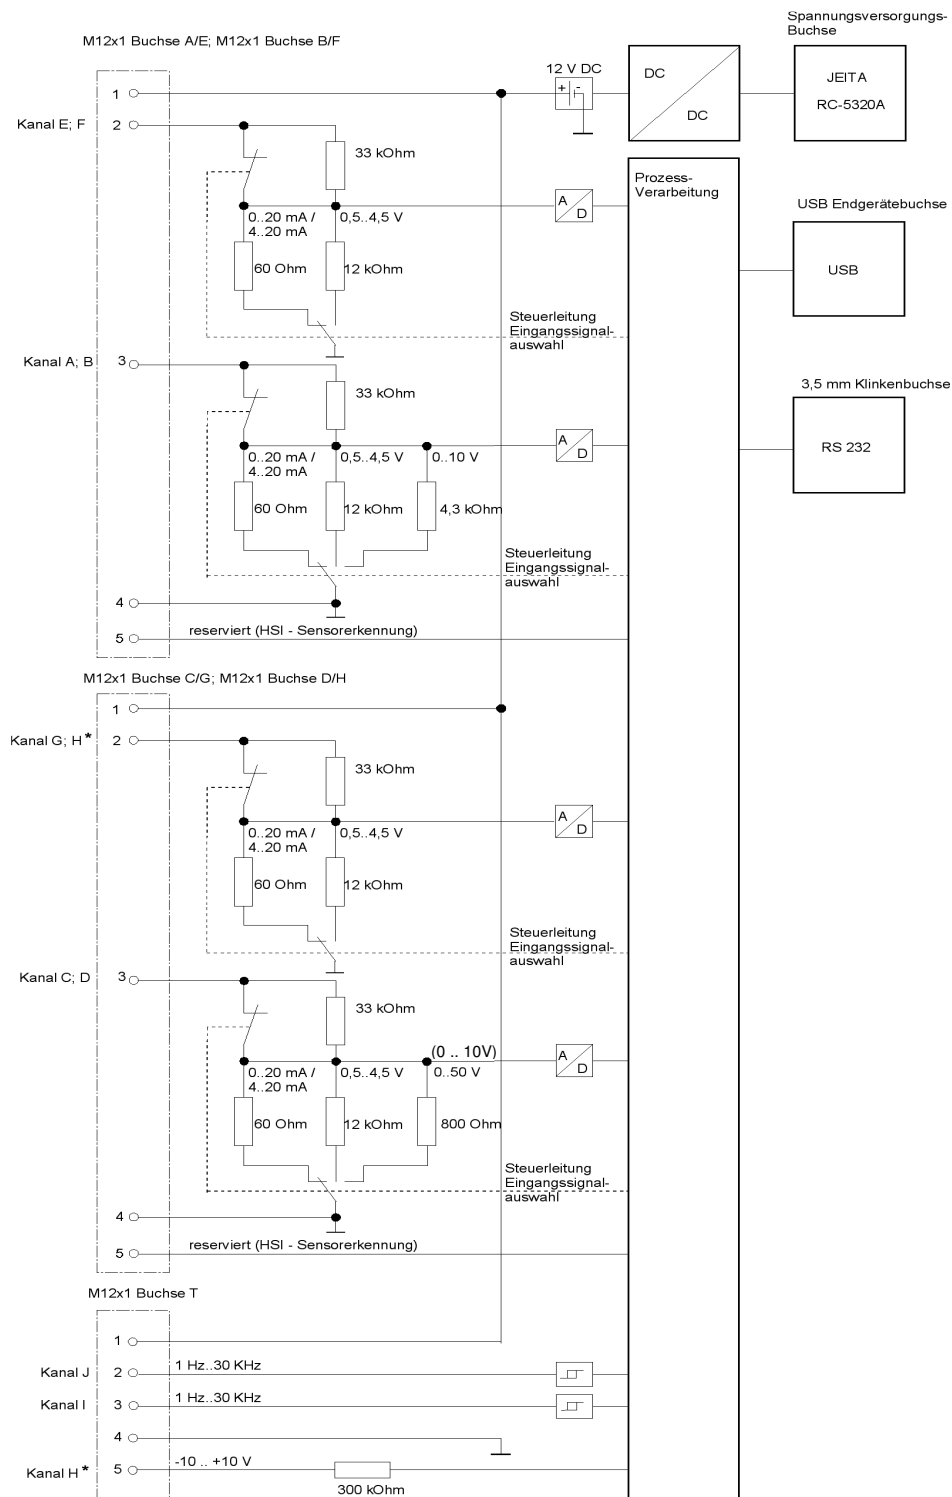 Spannungsversorgungs-
Buchse
M12x1 Buchse A/E; M12x1 Buchse B/F
12 V DC
+ -
DC
DC
JEITA
RC-5320A
1
Kanal E; F 2
33 kOhm
Prozess-
Verarbeitung
A
D
0..20 mA /
4..20 mA
0,5..4,5 V
USB Endgerätebuchse
60 Ohm
12 kOhm
USB
Steuerleitung
Eingangssignal-
auswahl
Kanal A; B 3
33 kOhm
3,5 mm Klinkenbuchse
A
D
RS 232
0..20 mA /
4..20 mA
0,5..4,5 V
0..10 V
60 Ohm
12 kOhm
4,3 kOhm
Steuerleitung
Eingangssignal-
auswahl
4
5
reserviert (HSI - Sensorerkennung)
M12x1 Buchse C/G; M12x1 Buchse D/H
1
Kanal G; H * 2
33 kOhm
A
D
0..20 mA /
4..20 mA
0,5..4,5 V
60 Ohm
12 kOhm
Steuerleitung
Eingangssignal-
auswahl
Kanal C; D 3
33 kOhm
(0 .. 10V)
A
D
0..20 mA /
4..20 mA
0,5..4,5 V
0..50 V
60 Ohm
12 kOhm
800 Ohm
Steuerleitung
Eingangssignal-
auswahl
4
5
reserviert (HSI - Sensorerkennung)
M12x1 Buchse T
1
Kanal J 2 1 Hz..30 KHz
Kanal I 3 1 Hz..30 KHz
4
Kanal H * 5 -10 .. +10 V
300 kOhm